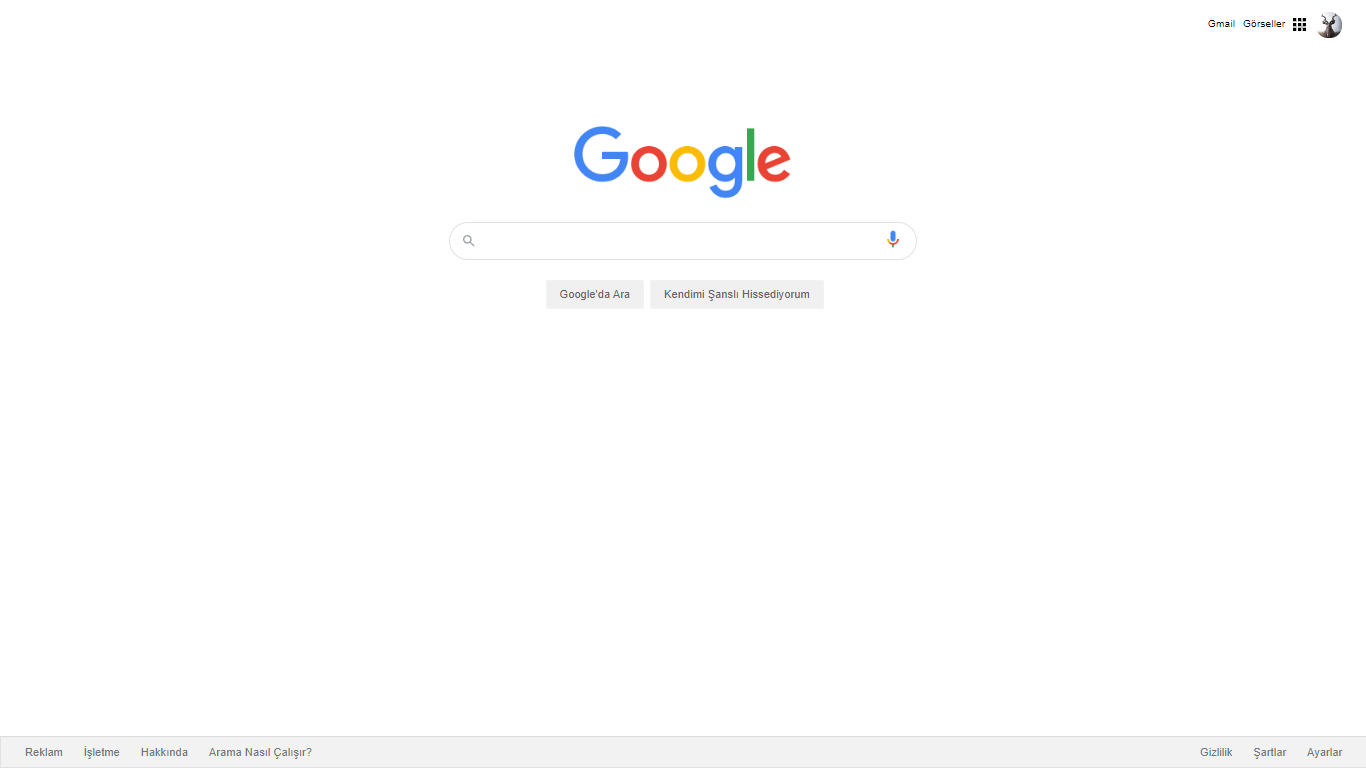 Gmail Görseller
Google
Google'da Ara Kendimi Şanslı Hissediyorum
Reklam İşletme Hakkında Arama Nasıl Çalışır? Gizlilik Şartlar Ayarlar